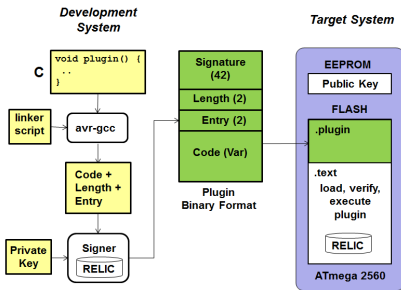 Development
System
C
void plugin() {
..
}
linker
script
avr-gcc
Code +
Length +
Entry
Private
Key
Signer
RELIC
Signature
(42)
Length (2)
Entry (2)
Code (Var)
Plugin
Binary Format
Target System
EEPROM
Public Key
FLASH
.plugin
.text
load, verify,
execute
plugin
RELIC
ATmega 2560